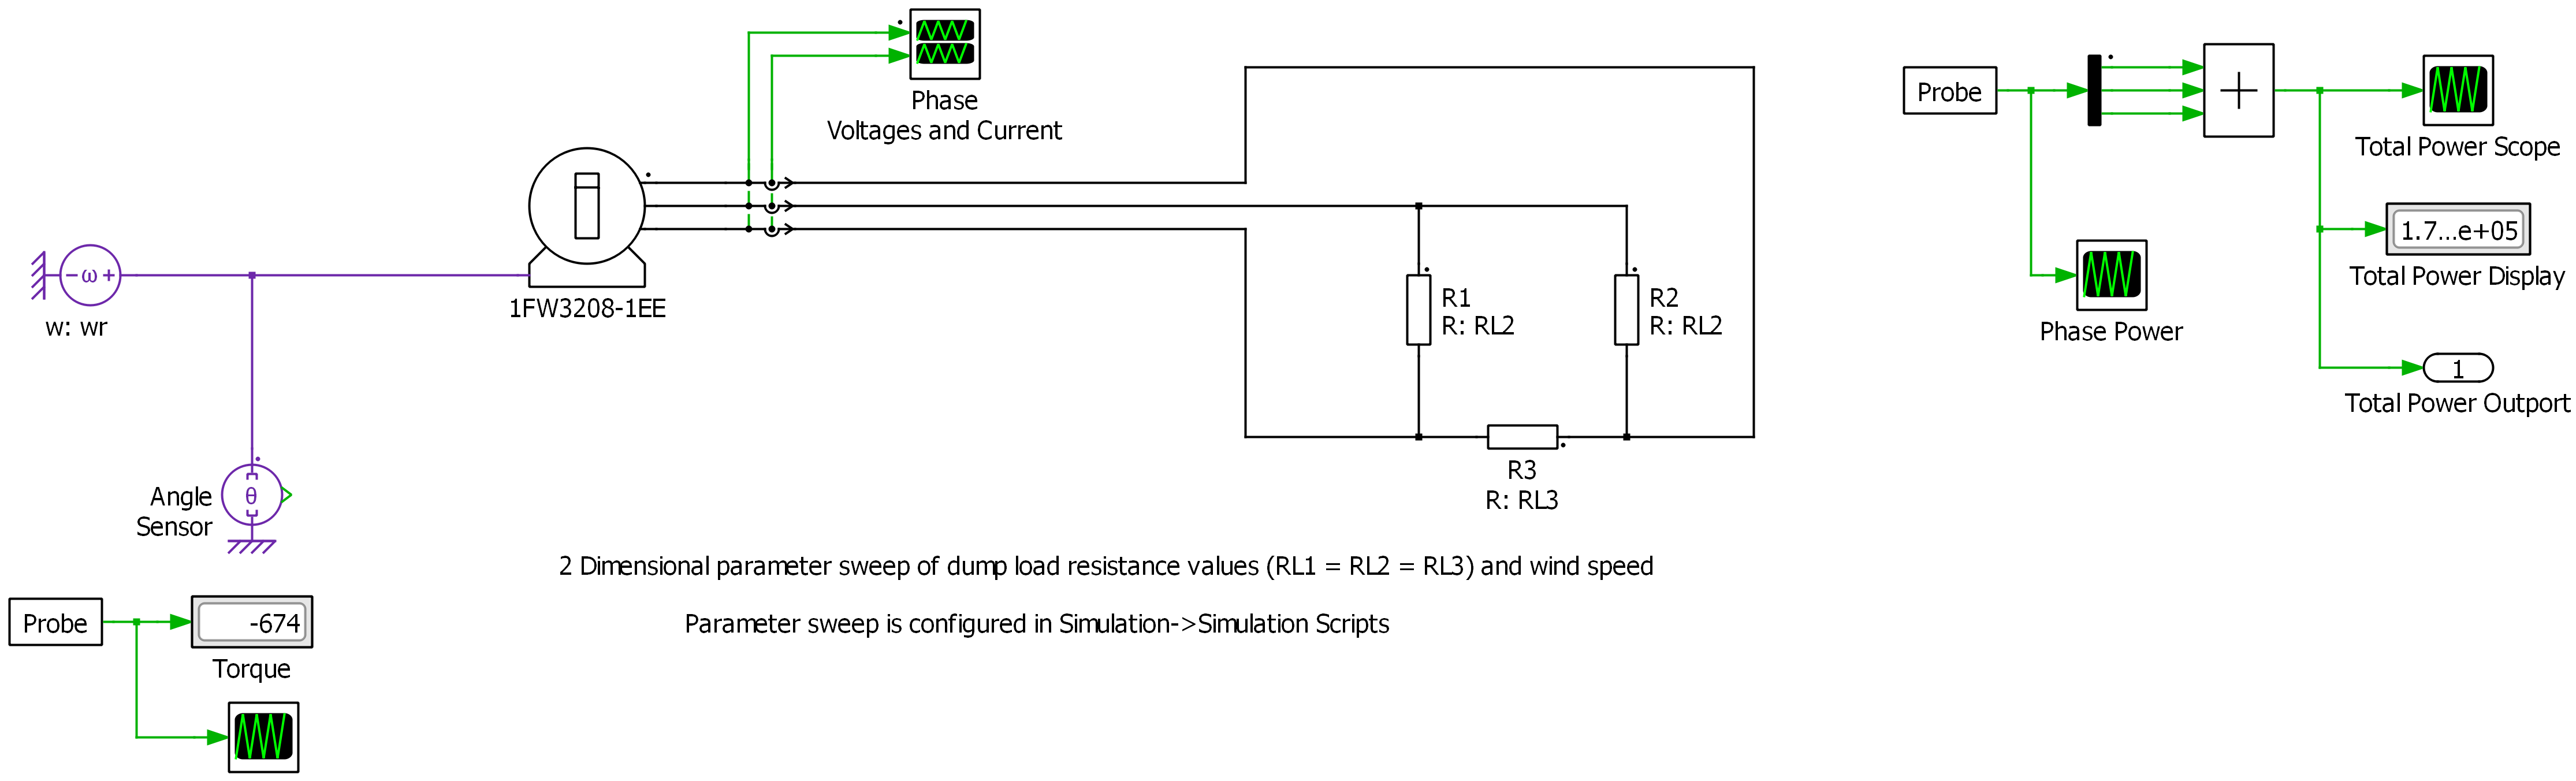 Phase
Voltages and Current
Probe
+
Total Power Scope
1.7...e+05
Total Power Display
Phase Power
1
Total Power Outport
- ω +
w: wr
1FW3208-1EE
R1
R: RL2
R2
R: RL2
R3
R: RL3
θ
Angle
Sensor
2 Dimensional parameter sweep of dump load resistance values (RL1 = RL2 = RL3) and wind speed
Parameter sweep is configured in Simulation->Simulation Scripts
Probe
-674
Torque